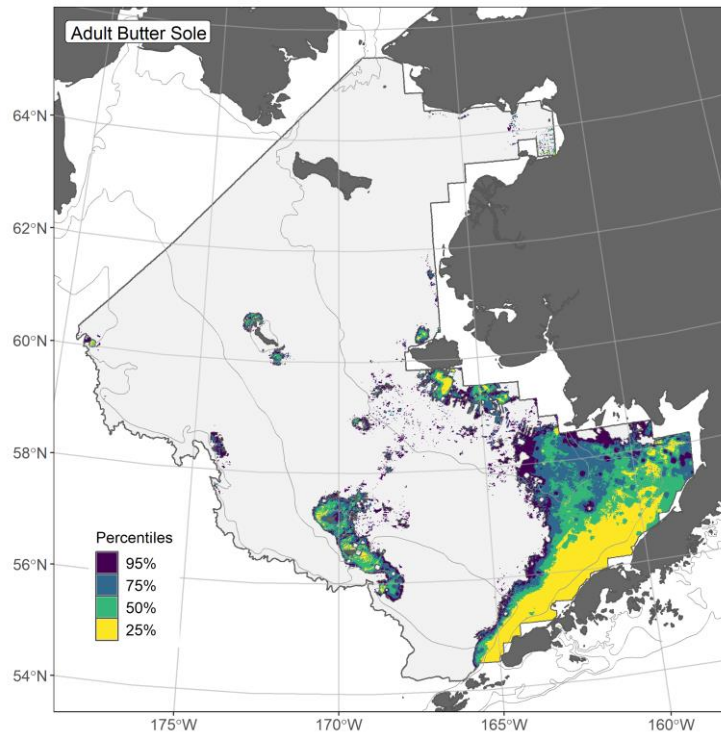 Adult Butter Sole
64°N
62°N
60°N
58°N
56°N
54°N
Percentiles
95%
75%
50%
25%
175°W
170°W
165°W
160°W